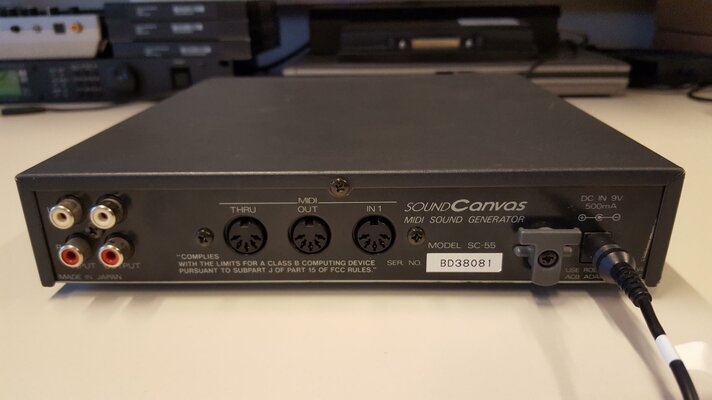 MIDI
THRU OUT IN 1
SOUND Canvas
MIDI SOUND GENERATOR
DC IN 9V
500mA
MODEL SC-55
SER. NO. BD38081
"COMPLIES
WITH THE LIMITS FOR A CLASS B COMPUTING DEVICE
PURSUANT TO SUBPART J OF PART 15 OF FCC RULES."
MADE IN JAPAN
USE